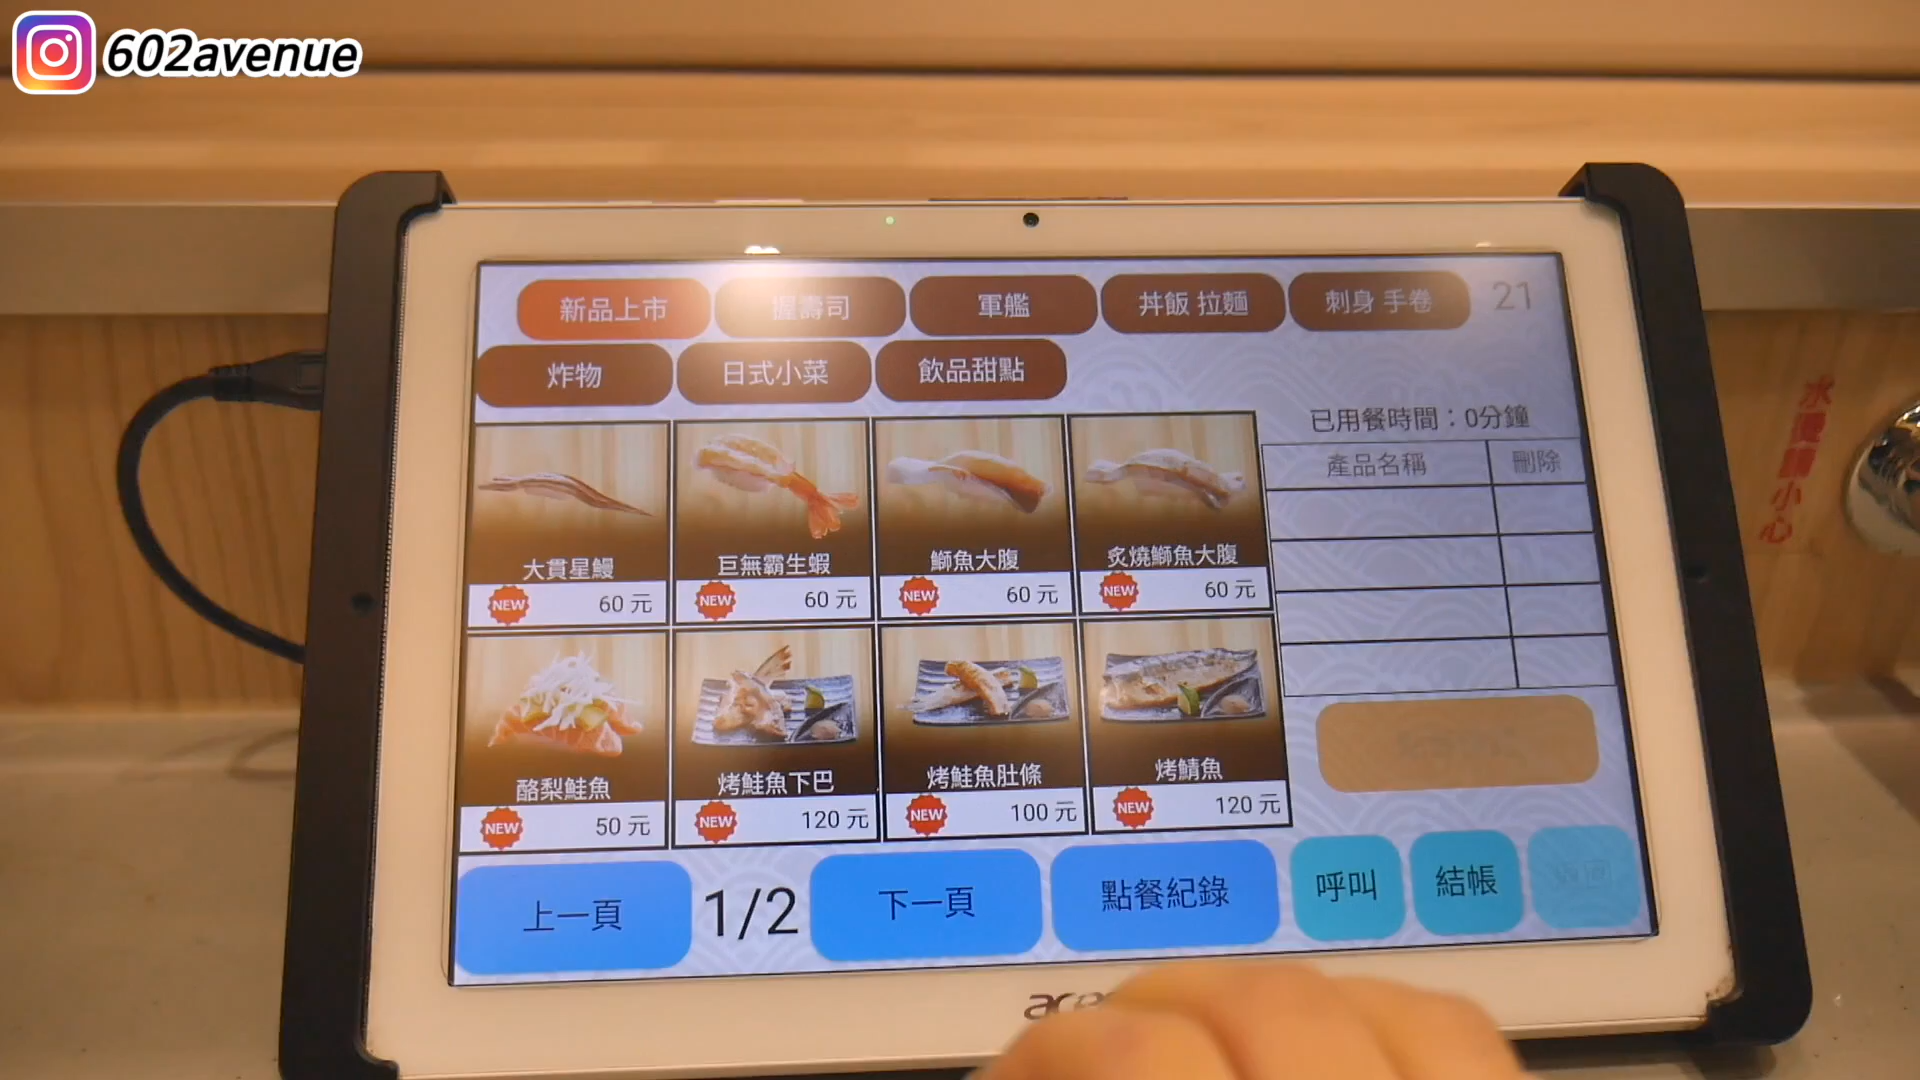 602avenue
新品上市
握壽司
軍艦
丼飯 拉麵
刺身 手卷
21
炸物
日式小菜
飲品甜點
已用餐時間：0分鐘
產品名稱
刪除
大貫星鰻
巨無霸生蝦
鰤魚大腹
炙燒鰤魚大腹
NEW
60 元
NEW
60 元
NEW
60 元
NEW
60 元
酪梨鮭魚
烤鮭魚下巴
烤鮭魚肚條
烤鯖魚
NEW
50 元
NEW
120 元
NEW
100 元
NEW
120 元
上一頁
1/2
下一頁
點餐紀錄
呼叫
結帳
acer
小心